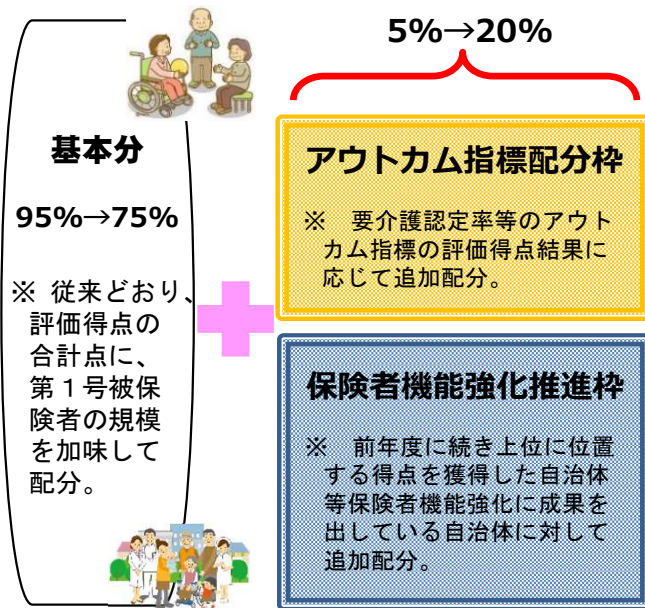 5%→20%
基本分
95%→75%
※ 従来どおり、
評価得点の
合計点に、
第１号被保
険者の規模
を加味して
配分。
アウトカム指標配分枠
※ 要介護認定率等のアウト
カム指標の評価得点結果に
応じて追加配分。
保険者機能強化推進枠
※ 前年度に続き上位に位置
する得点を獲得した自治体
等保険者機能強化に成果を
出している自治体に対して
追加配分。